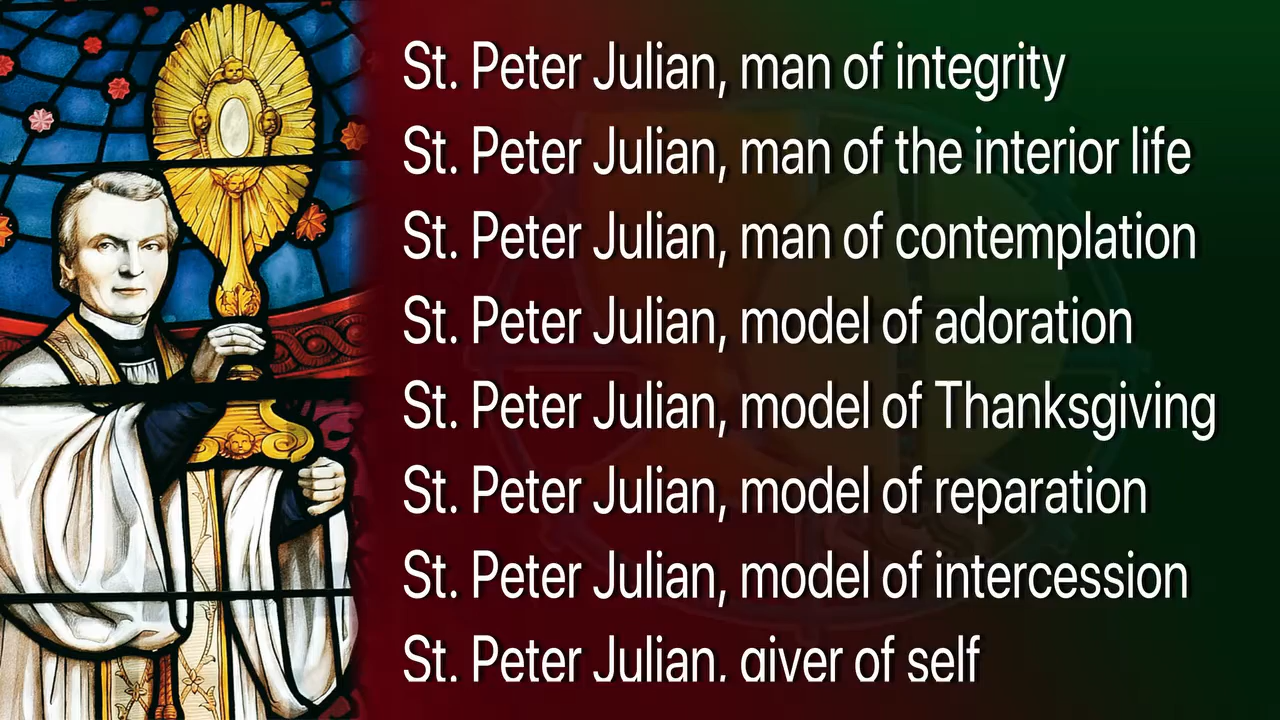 St. Peter Julian, man of integrity
St. Peter Julian, man of the interior life
St. Peter Julian, man of contemplation
St. Peter Julian, model of adoration
St. Peter Julian, model of Thanksgiving
St. Peter Julian, model of reparation
St. Peter Julian, model of intercession
St. Peter Julian, giver of self